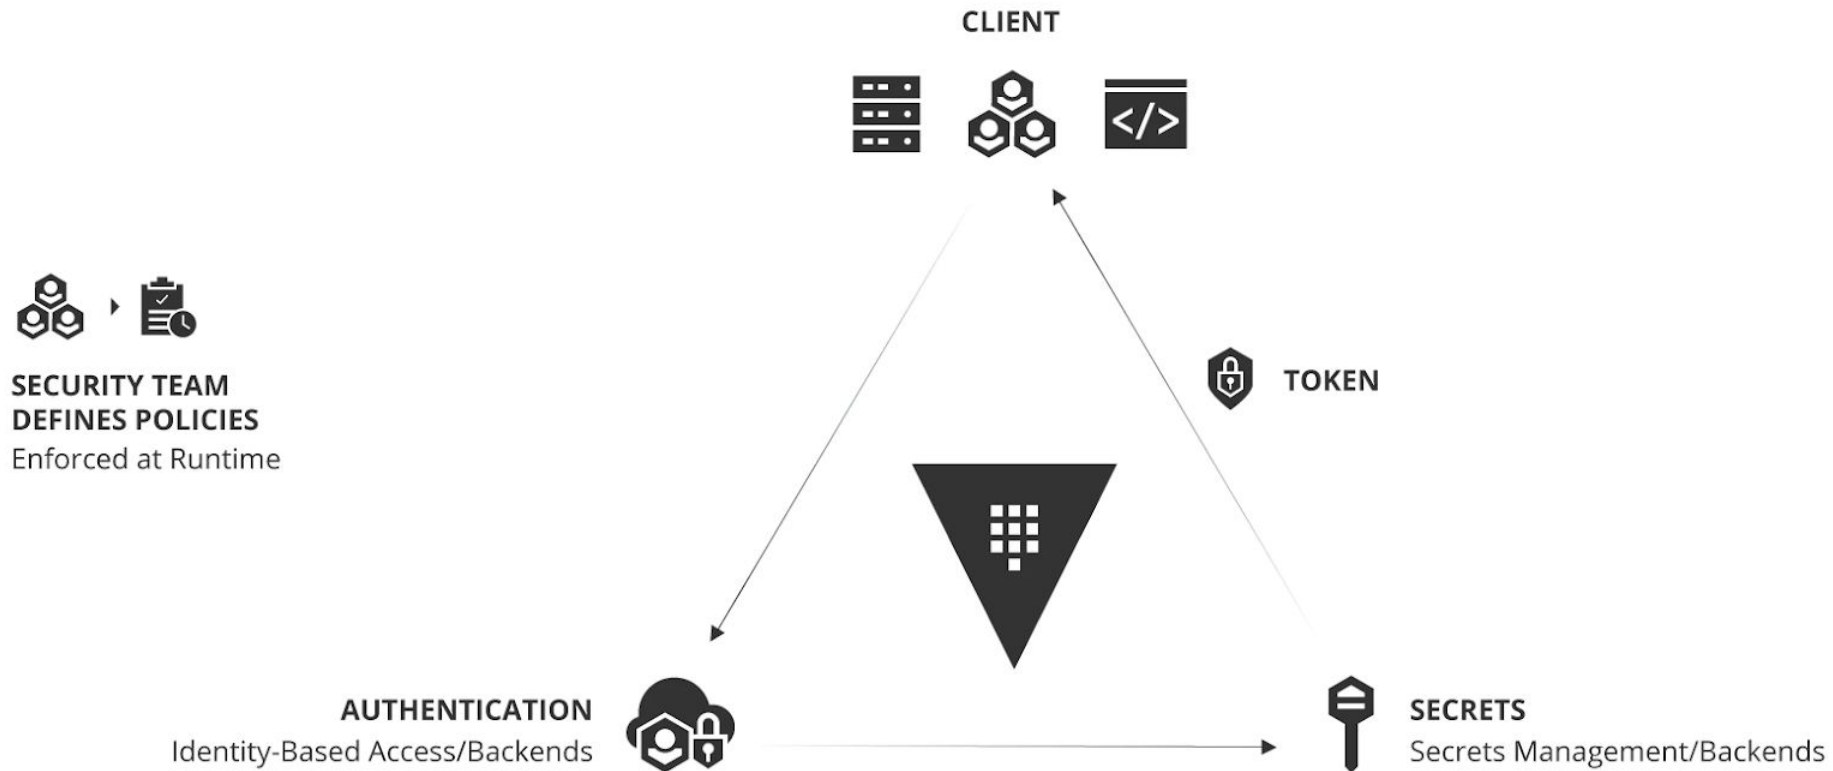 CLIENT
</>
SECURITY TEAM
DEFINES POLICIES
Enforced at Runtime
TOKEN
AUTHENTICATION
Identity-Based Access/Backends
SECRETS
Secrets Management/Backends